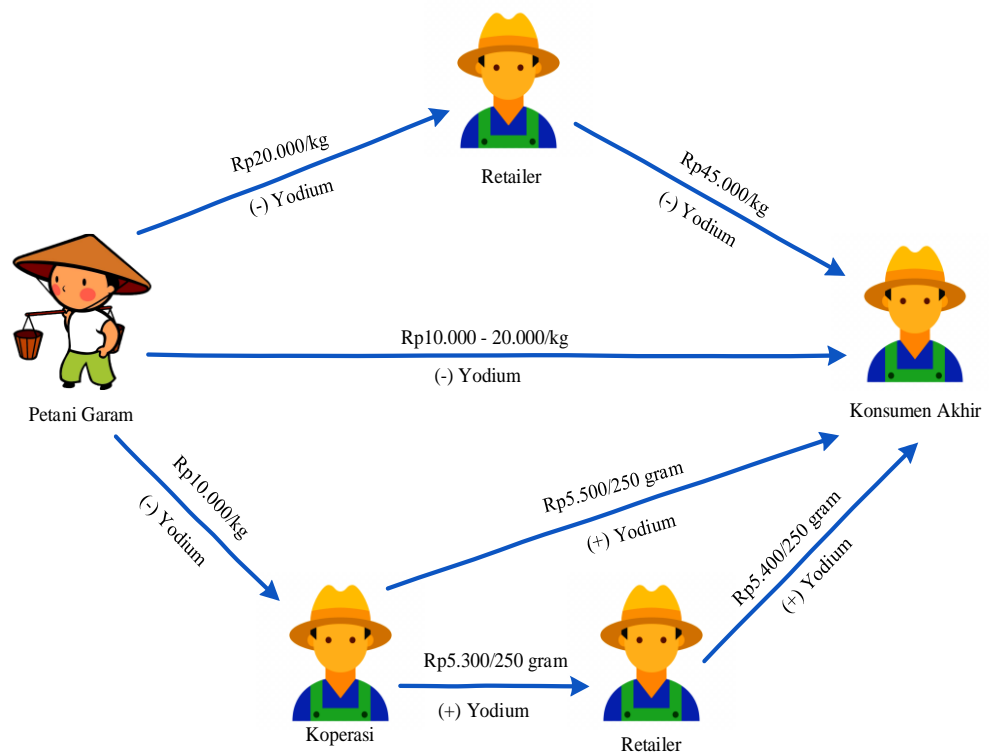 Retailer
Rp20.000/kg
(-) Yodium
Rp45.000/kg
(-) Yodium
Rp10.000 - 20.000/kg
(-) Yodium
Petani Garam
Konsumen Akhir
Rp10.000/kg
(-) Yodium
Rp5.500/250 gram
(+) Yodium
Rp5.400/250 gram
(+) Yodium
Rp5.300/250 gram
(+) Yodium
Koperasi
Retailer